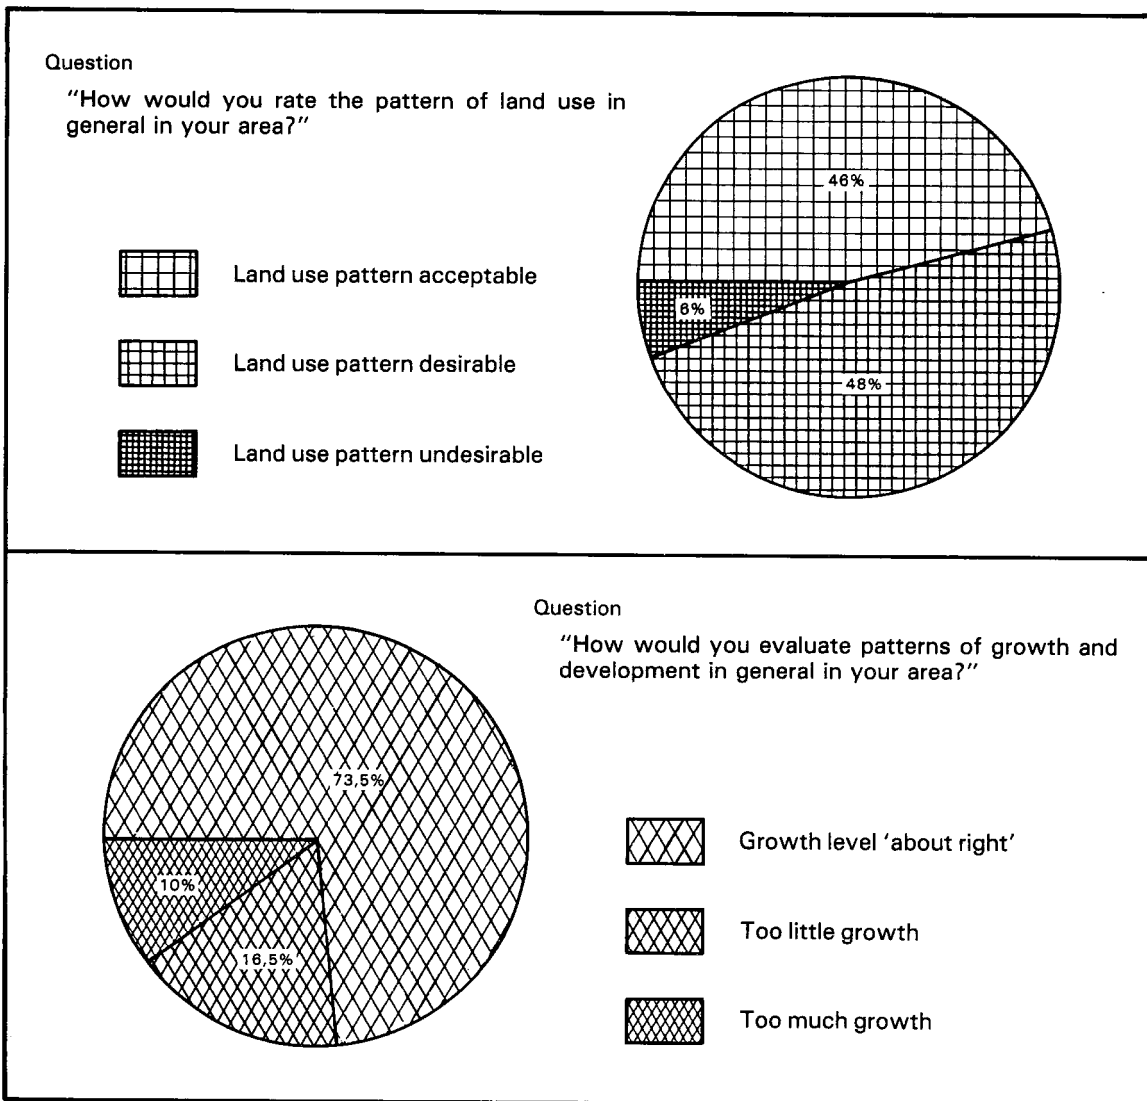 Question
"How would you rate the pattern of land use in
general in your area?"
46%
Land use pattern acceptable
6%
Land use pattern desirable
48%
Land use pattern undesirable
Question
"How would you evaluate patterns of growth and
development in general in your area?"
73,5%
Growth level 'about right'
10%
Too little growth
16,5%
Too much growth